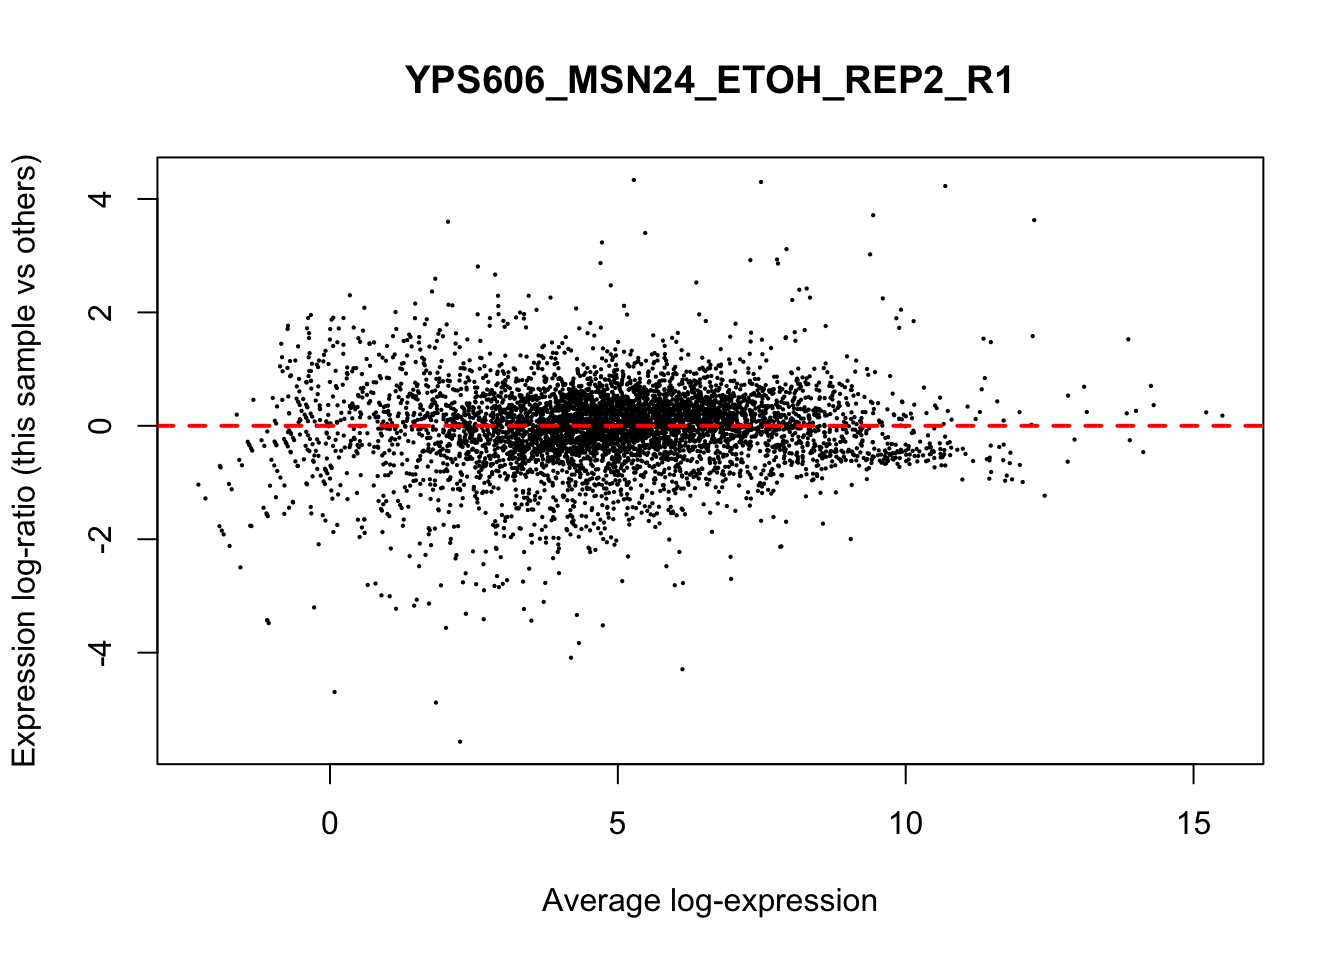 YPS606_MSN24_ETOH_REP2_R1
Expression log-ratio (this sample vs others)
4
2
0
-2
-4
0 5 10 15
Average log-expression